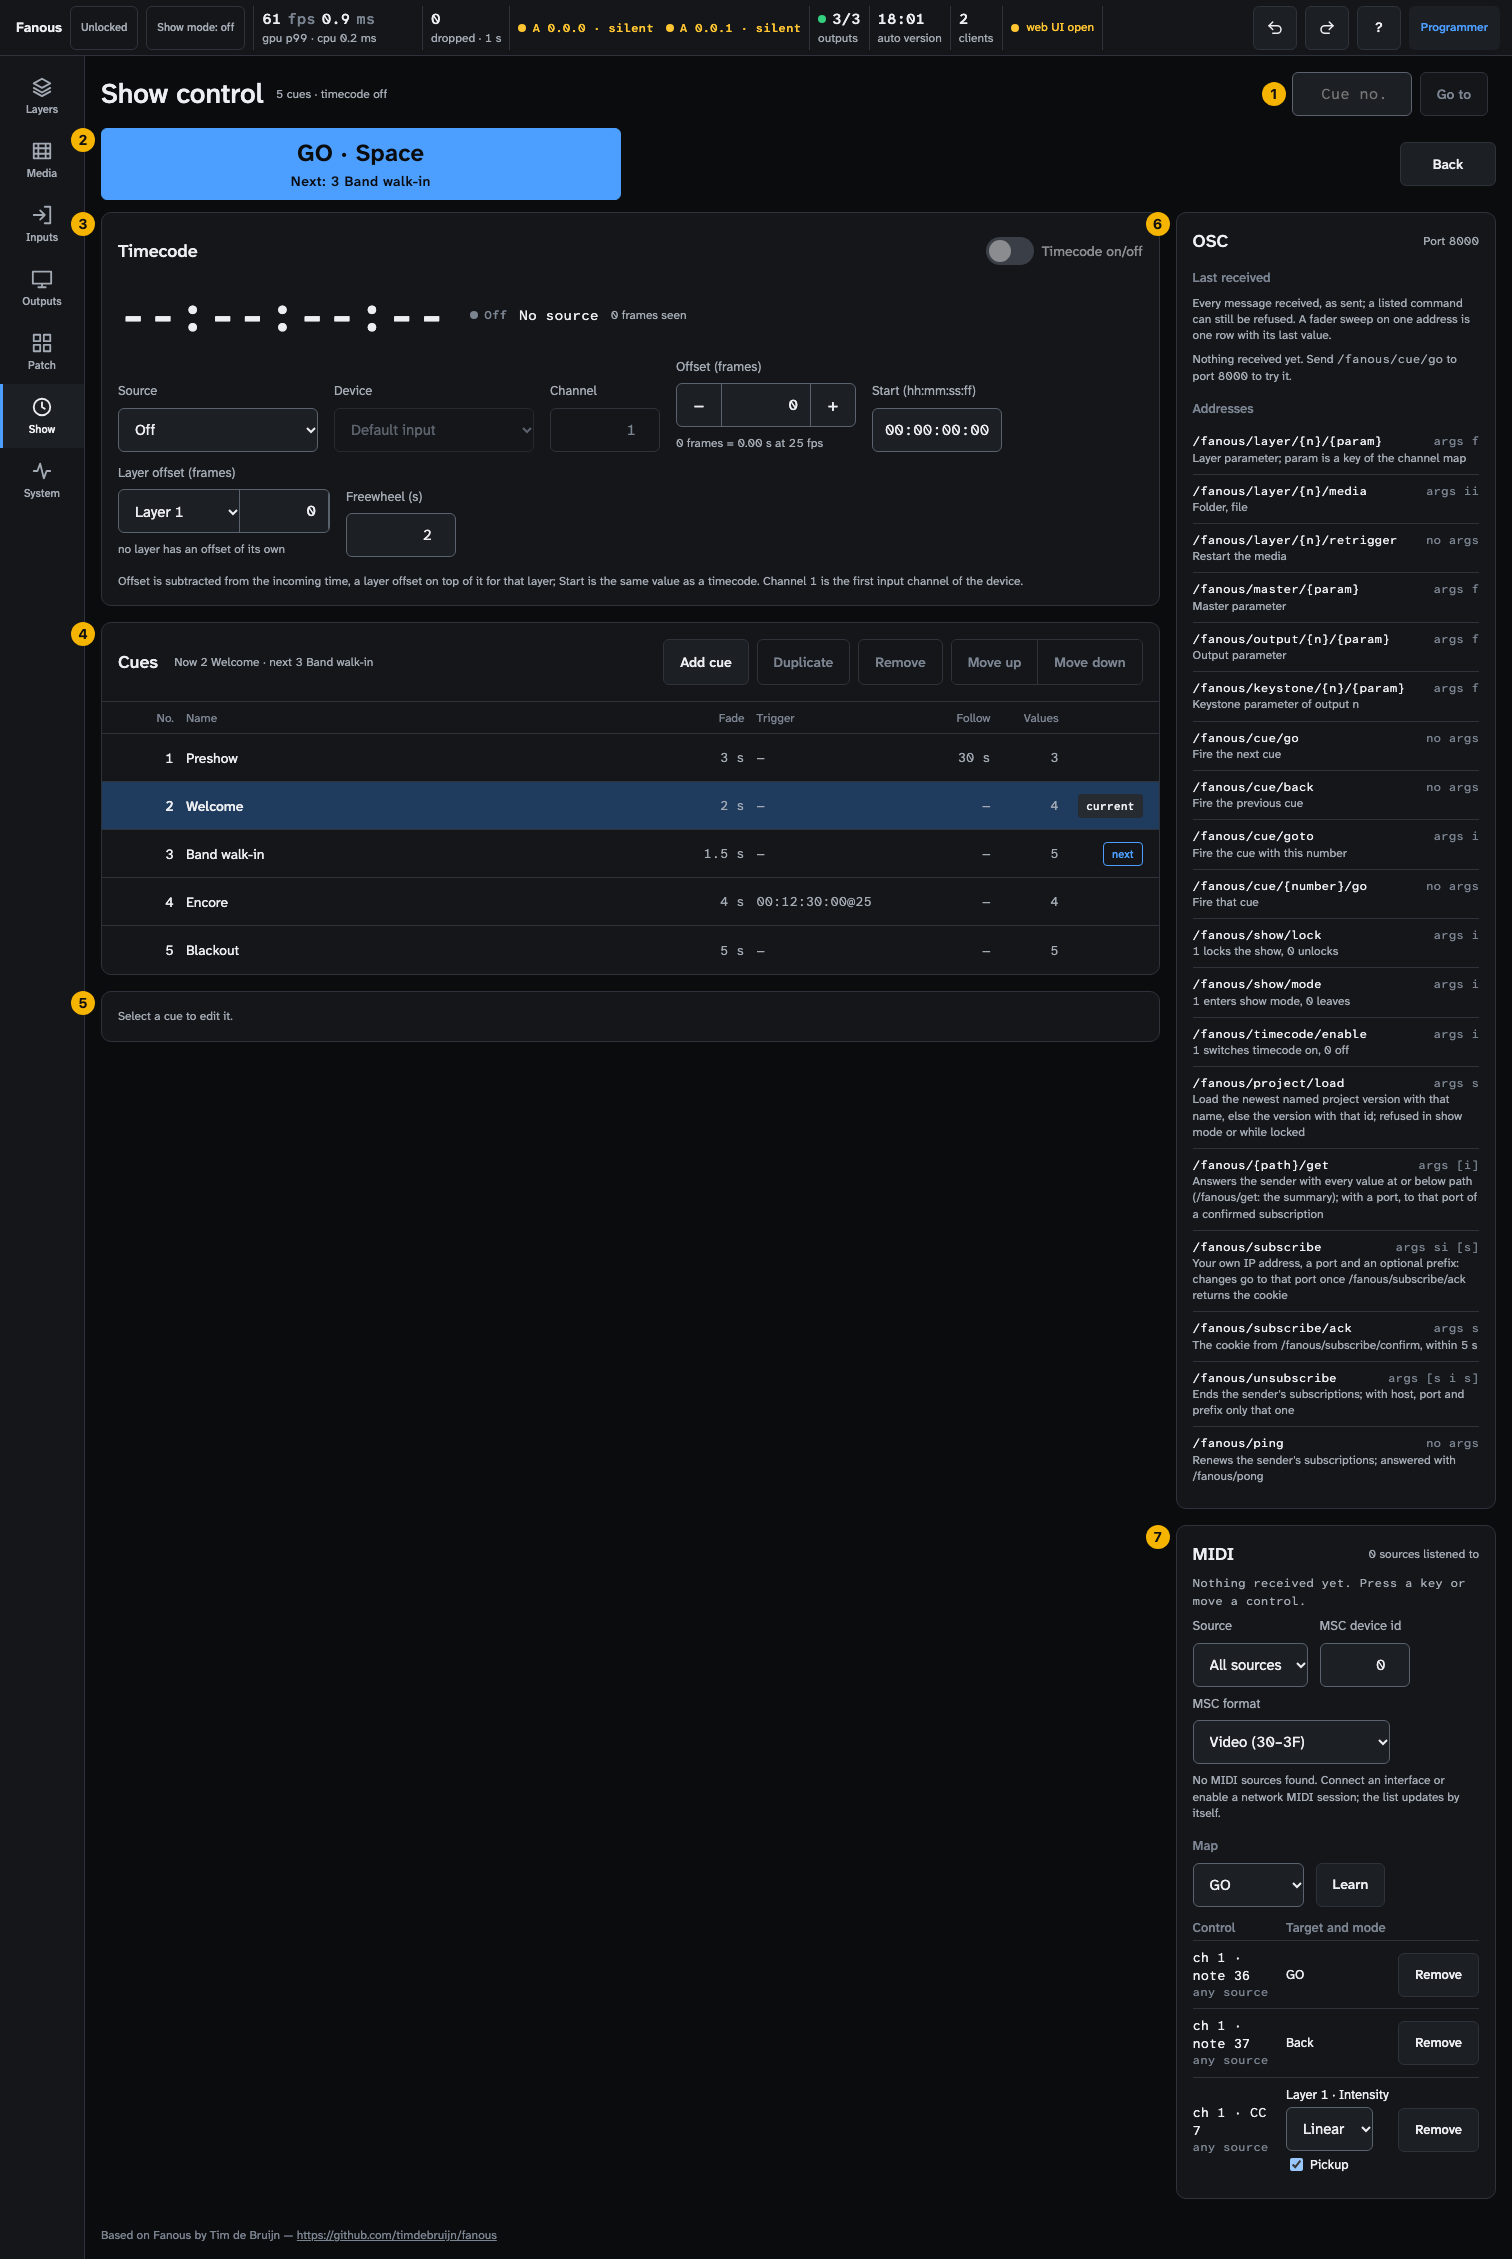 Fanous
Unlocked
Show mode: off
61 fps 0.9 ms
gpu p99 · cpu 0.2 ms
0
dropped · 1 s
A 0.0.0 · silent
A 0.0.1 · silent
3/3
outputs
18:01
auto version
2
clients
web UI open
?
Programmer
Layers
Media
Inputs
Outputs
Patch
Show
System
Show control
5 cues · timecode off
1
Cue no.
Go to
2
GO · Space
Next: 3 Band walk-in
Back
3
Timecode
Timecode on/off
--:--:--:--
Off No source 0 frames seen
Source
Off
Device
Default input
Channel
1
Offset (frames)
− 0 +
0 frames = 0.00 s at 25 fps
Start (hh:mm:ss:ff)
00:00:00:00
Layer offset (frames)
Layer 1 0
no layer has an offset of its own
Freewheel (s)
2
Offset is subtracted from the incoming time, a layer offset on top of it for that layer; Start is the same value as a timecode. Channel 1 is the first input channel of the device.
4
Cues
Now 2 Welcome · next 3 Band walk-in
Add cue
Duplicate
Remove
Move up
Move down
No. Name Fade Trigger Follow Values
1 Preshow 3 s – 30 s 3
2 Welcome 2 s – – 4 current
3 Band walk-in 1.5 s – – 5 next
4 Encore 4 s 00:12:30:00@25 – 4
5 Blackout 5 s – – 5
5
Select a cue to edit it.
6
OSC
Port 8000
Last received
Every message received, as sent; a listed command
can still be refused. A fader sweep on one address is
one row with its last value.
Nothing received yet. Send /fanous/cue/go to
port 8000 to try it.
Addresses
/fanous/layer/{n}/{param} args f
Layer parameter; param is a key of the channel map
/fanous/layer/{n}/media args ii
Folder, file
/fanous/layer/{n}/retrigger no args
Restart the media
/fanous/master/{param} args f
Master parameter
/fanous/output/{n}/{param} args f
Output parameter
/fanous/keystone/{n}/{param} args f
Keystone parameter of output n
/fanous/cue/go no args
Fire the next cue
/fanous/cue/back no args
Fire the previous cue
/fanous/cue/goto args i
Fire the cue with this number
/fanous/cue/{number}/go no args
Fire that cue
/fanous/show/lock args i
1 locks the show, 0 unlocks
/fanous/show/mode args i
1 enters show mode, 0 leaves
/fanous/timecode/enable args i
1 switches timecode on, 0 off
/fanous/project/load args s
Load the newest named project version with that
name, else the version with that id; refused in show
mode or while locked
/fanous/{path}/get args [i]
Answers the sender with every value at or below path
(/fanous/get: the summary); with a port, to that port of
a confirmed subscription
/fanous/subscribe args si [s]
Your own IP address, a port and an optional prefix:
changes go to that port once /fanous/subscribe/ack
returns the cookie
/fanous/subscribe/ack args s
The cookie from /fanous/subscribe/confirm, within 5 s
/fanous/unsubscribe args [s i s]
Ends the sender's subscriptions; with host, port and
prefix only that one
/fanous/ping no args
Renews the sender's subscriptions; answered with
/fanous/pong
7
MIDI
0 sources listened to
Nothing received yet. Press a key or
move a control.
Source
All sources
MSC device id
0
MSC format
Video (30–3F)
No MIDI sources found. Connect an interface or
enable a network MIDI session; the list updates by
itself.
Map
GO
Learn
Control Target and mode
ch 1 ·
note 36
any source
GO
Remove
ch 1 ·
note 37
any source
Back
Remove
ch 1 · CC
7
any source
Layer 1 · Intensity
Linear
Pickup
Remove
Based on Fanous by Tim de Bruijn — https://github.com/timdebruijn/fanous